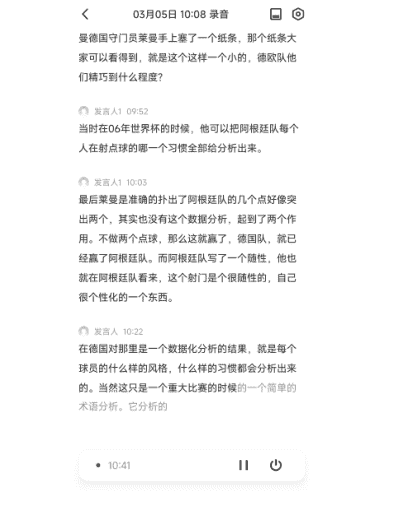 03月05日 10:08 录音
曼德国守门员莱曼手上塞了一个纸条，那个纸条大
家可以看得到，就是这个这样一个小的，德欧队他
们精巧到什么程度？
发言人1 09:52
当时在06年世界杯的时候，他可以把阿根廷队每个
人在射点球的哪一个习惯全部给分析出来。
发言人1 10:03
最后莱曼是准确的扑出了阿根廷队的几个点好像突
出两个，其实也没有这个数据分析，起到了两个作
用。不做两个点球，那么这就赢了，德国队，就已
经赢了阿根廷队。而阿根廷队写了一个随性，他也
就在阿根廷队看来，这个射门是个很随性的，自己
很个性化的一个东西。
发言人 10:22
在德国对那里是一个数据化分析的结果，就是每个
球员的什么样的风格，什么样的习惯都会分析出来
的。当然这只是一个重大比赛的时候的一个简单的
术语分析。它分析的
10:41